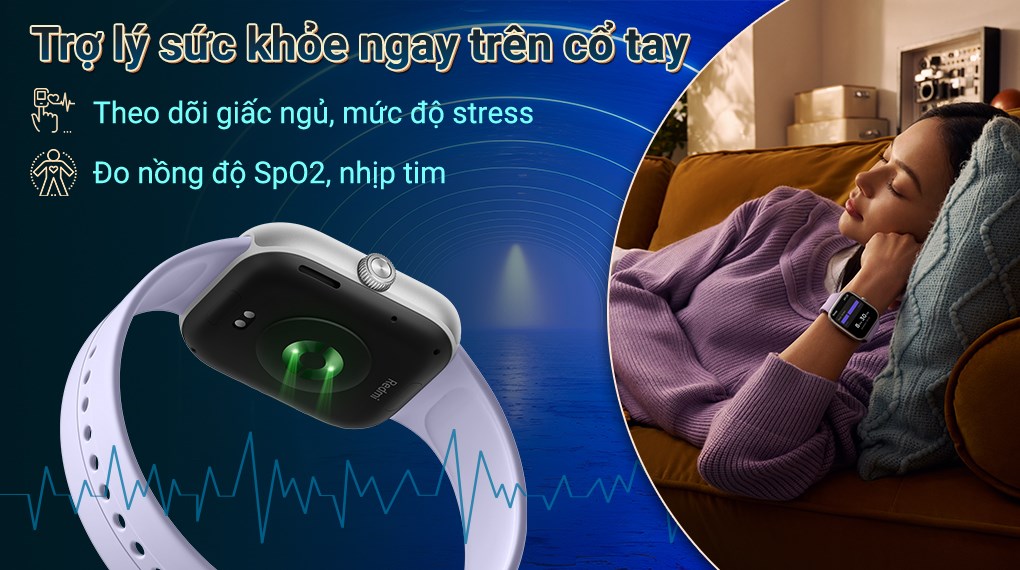 Trợ lý sức khỏe ngay trên cổ tay
Theo dõi giấc ngủ, mức độ stress
Đo nồng độ SpO2, nhịp tim
Redmi